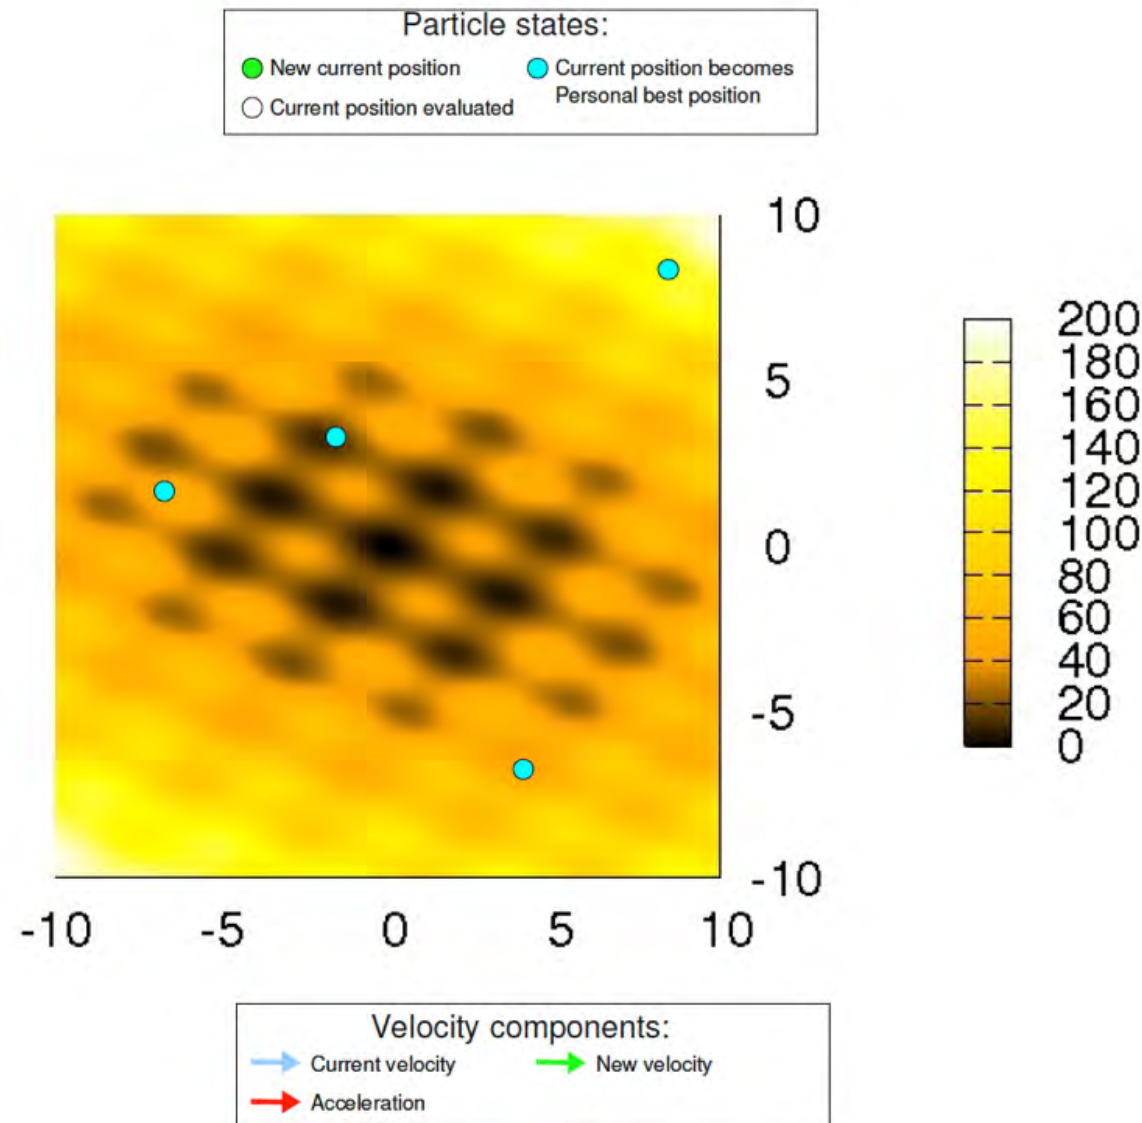 Particle states:
New current position
Current position becomes
Personal best position
Current position evaluated
10
5
0
-5
-10
-10 -5 0 5 10
200
180
160
140
120
100
80
60
40
20
0
Velocity components:
Current velocity
New velocity
Acceleration